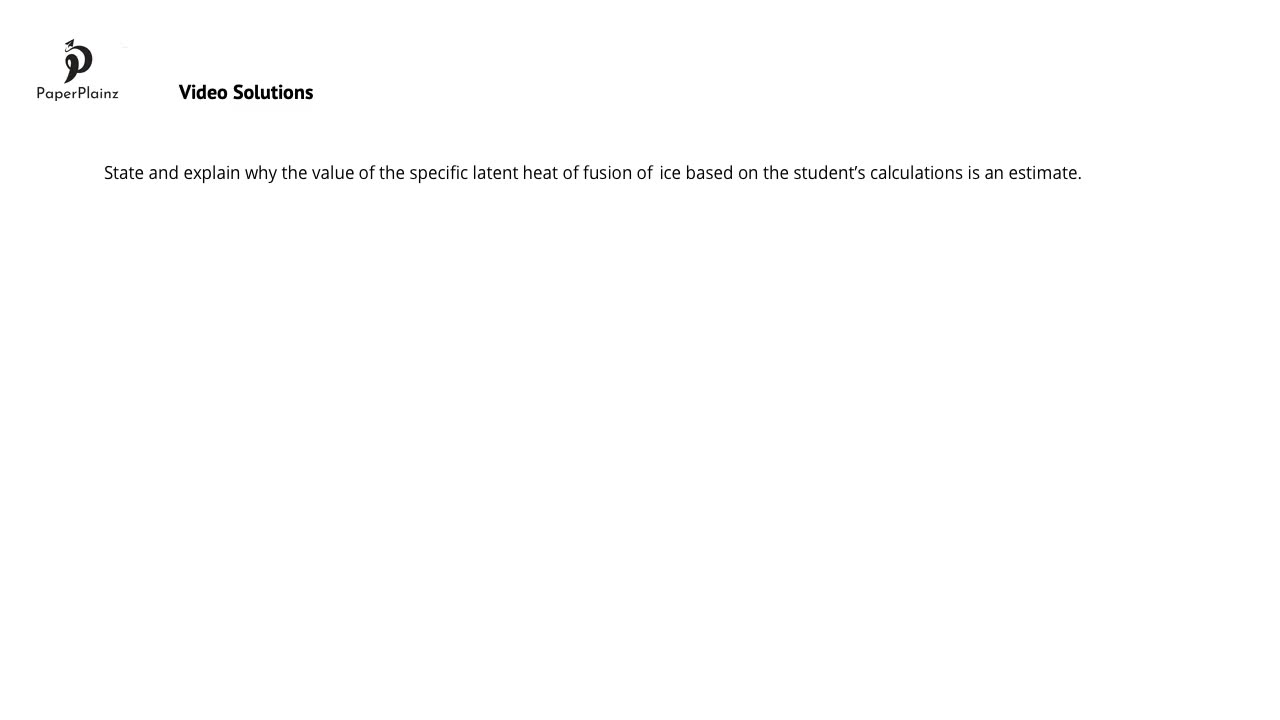 PaperPlainz
Video Solutions
State and explain why the value of the specific latent heat of fusion of ice based on the student’s calculations is an estimate.